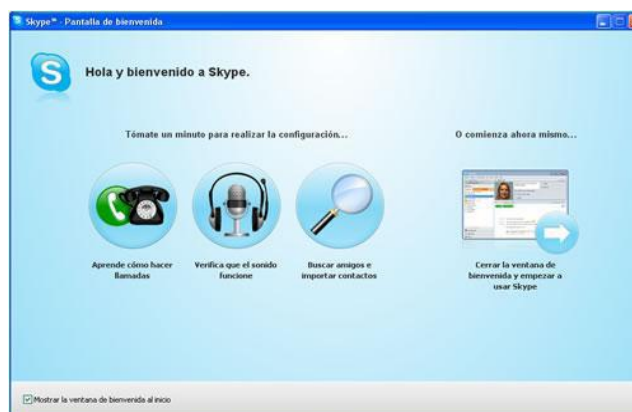 Skype™ - Pantalla de bienvenida
Hola y bienvenido a Skype.
Tómate un minuto para realizar la configuración...
O comienza ahora mismo...
Aprende cómo hacer
llamadas
Verifica que el sonido
funcione
Buscar amigos e
importar contactos
Cerrar la ventana de
bienvenida y empezar a
usar Skype
Mostrar la ventana de bienvenida al inicio